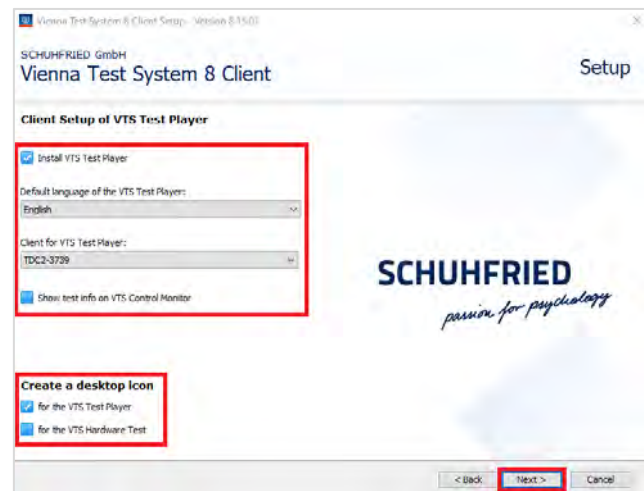 Vienna Test System 8 Client Setup - Version 8.15.01
SCHUHFRIED GmbH
Vienna Test System 8 Client
Setup
Client Setup of VTS Test Player
Install VTS Test Player
Default language of the VTS Test Player:
English
Client for VTS Test Player:
TDC2-3739
Show test info on VTS Control Monitor
SCHUHFRIED
passion for psychology
Create a desktop icon
for the VTS Test Player
for the VTS Hardware Test
< Back
Next >
Cancel